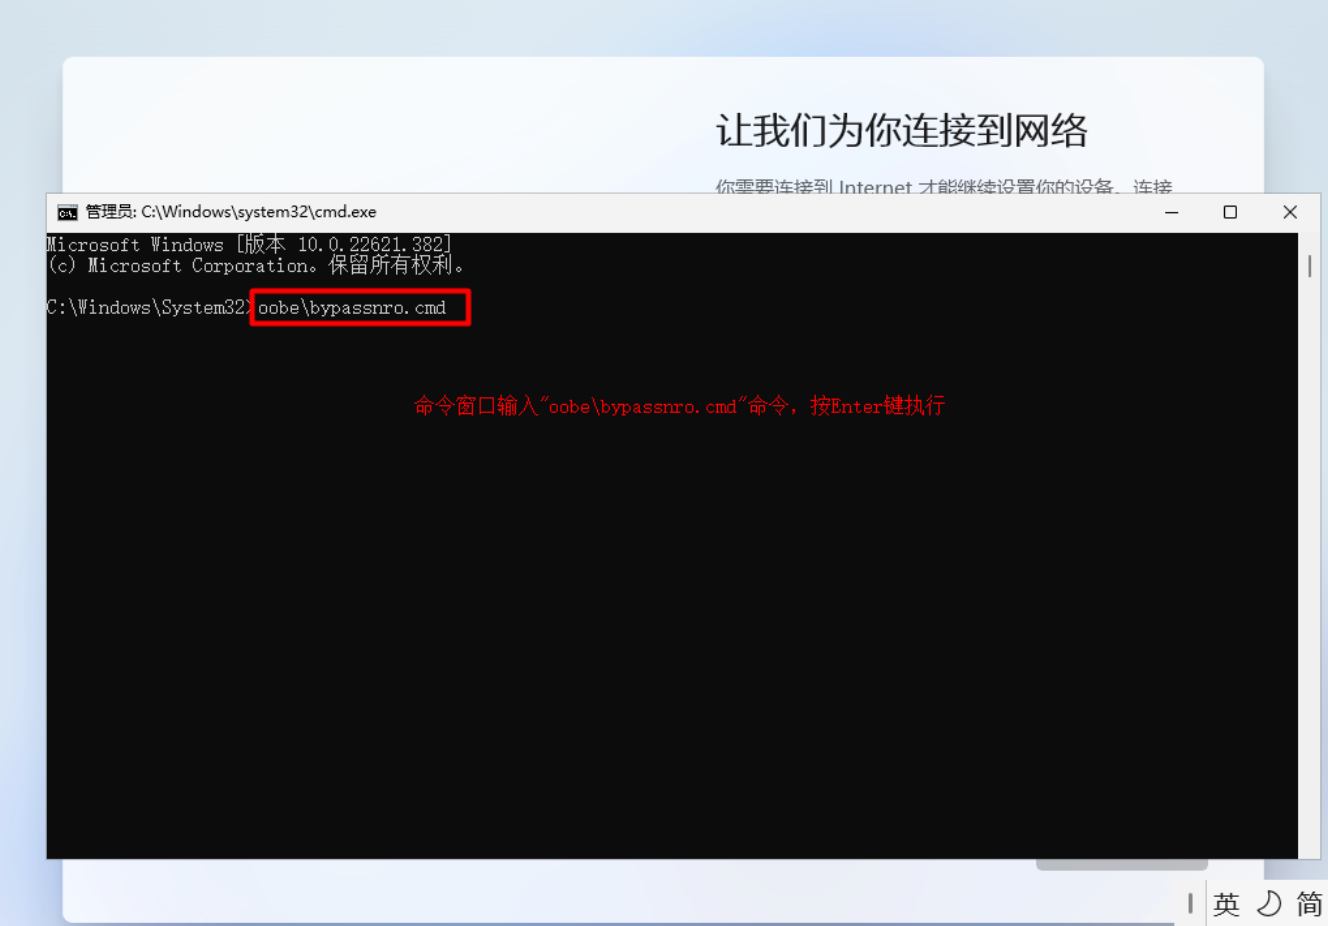 让我们为你连接到网络
你需要连接到 Internet 才能继续设置你的设备。连接
管理员: C:\Windows\system32\cmd.exe
Microsoft Windows [版本 10.0.22621.382]
(c) Microsoft Corporation。保留所有权利。
C:\Windows\System32>oobe\bypassnro.cmd
命令窗口输入"oobe\bypassnro.cmd"命令，按Enter键执行
英 简